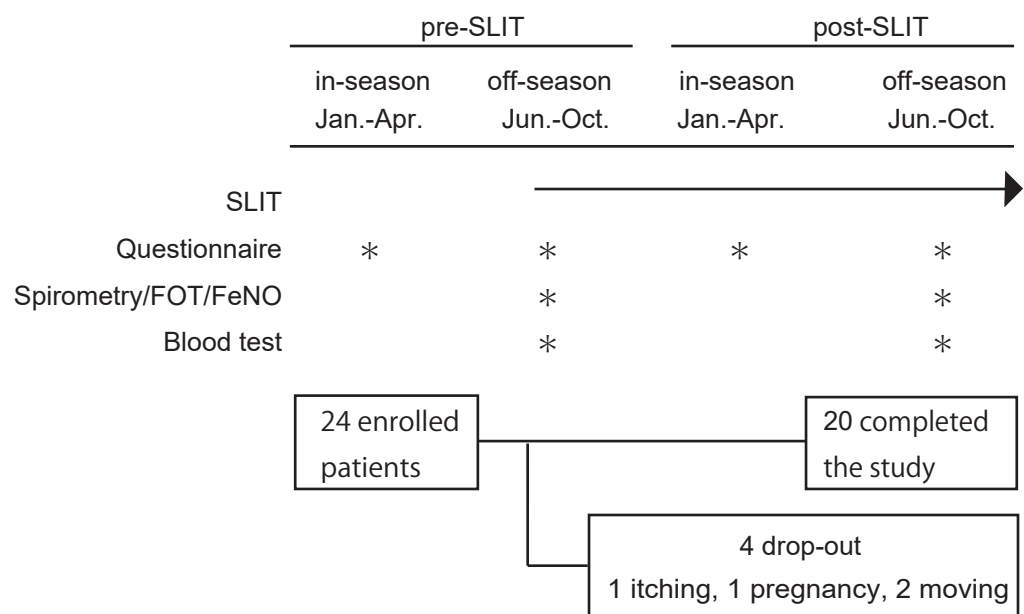 pre-SLIT post-SLIT
in-season off-season in-season off-season
Jan.-Apr. Jun.-Oct. Jan.-Apr. Jun.-Oct.
SLIT
Questionnaire * * * *
Spirometry/FOT/FeNO * *
Blood test * *
24 enrolled
patients
20 completed
the study
4 drop-out
1 itching, 1 pregnancy, 2 moving